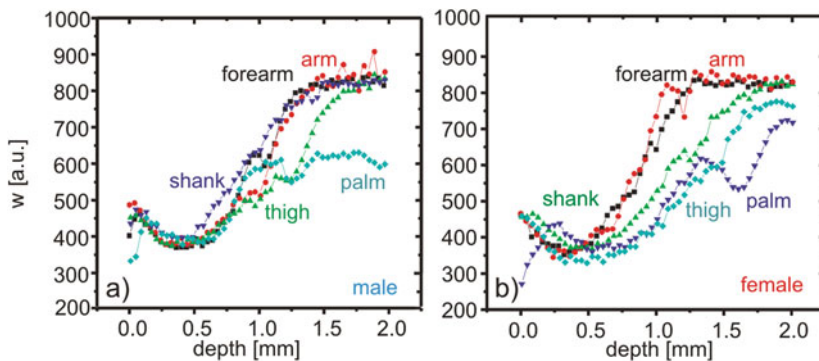 1000
900
800
700
600
500
400
300
200
w [a.u.]
forearm
arm
shank
palm
thigh
a)
male
0.0 0.5 1.0 1.5 2.0
depth [mm]
1000
900
800
700
600
500
400
300
200
forearm
arm
shank
palm
thigh
b)
female
0.0 0.5 1.0 1.5 2.0
depth [mm]